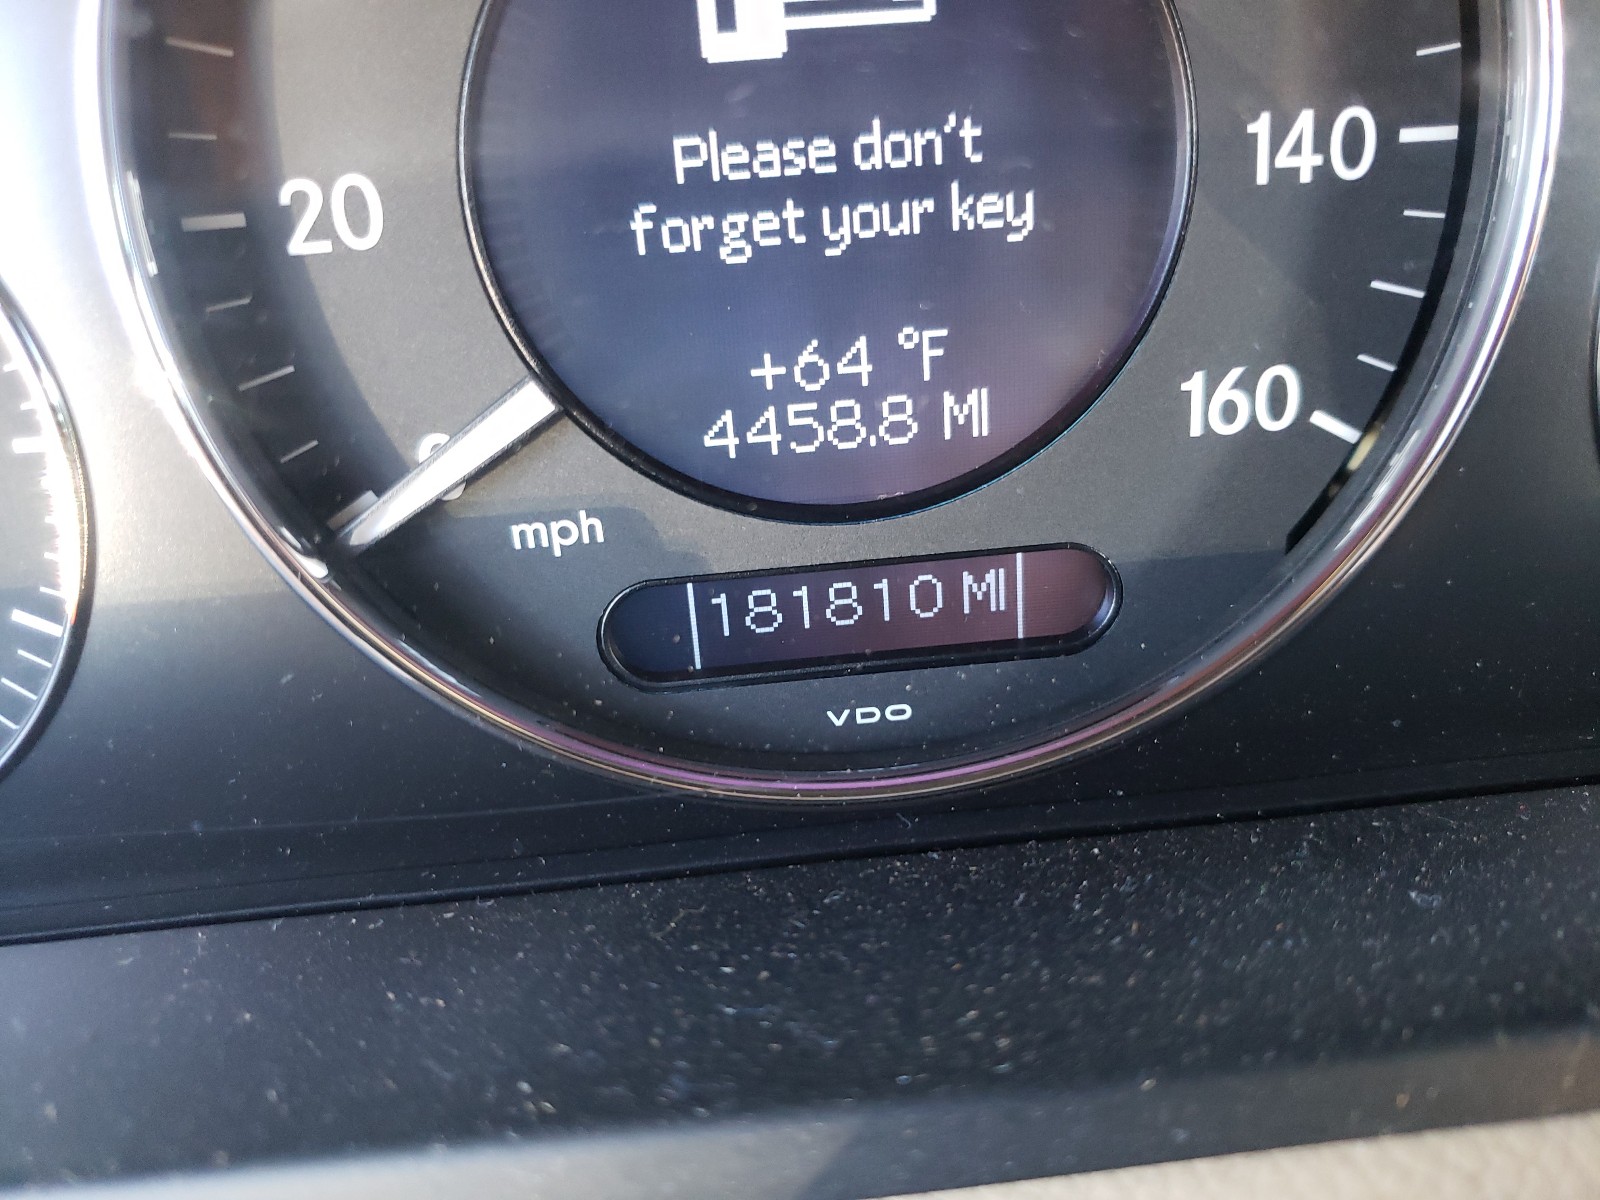 Please don't
forget your key
+64 °F
4458.8 MI
20
140
160
mph
181810 MI
VDO